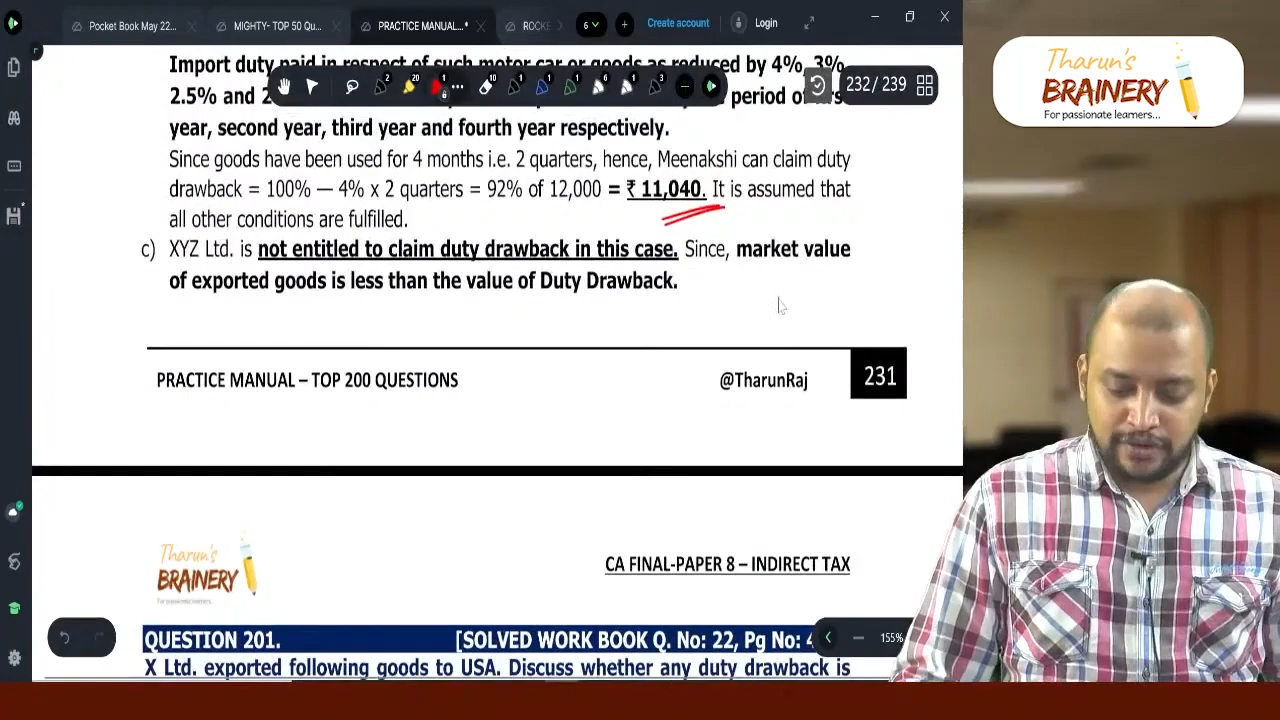 Pocket Book May 22...
MIGHTY- TOP 50 Qu...
PRACTICE MANUAL...*
ROCKE
6
Create account
Login
Tharun's
BRAINERY
For passionate learners...
Import duty paid in respect of such motor car or goods as reduced by 4%, 3%,
2.5% and 2
period of
year, second year, third year and fourth year respectively.
232 / 239
Since goods have been used for 4 months i.e. 2 quarters, hence, Meenakshi can claim duty
drawback = 100% — 4% x 2 quarters = 92% of 12,000 = ₹ 11,040. It is assumed that
all other conditions are fulfilled.
c) XYZ Ltd. is not entitled to claim duty drawback in this case. Since, market value
of exported goods is less than the value of Duty Drawback.
PRACTICE MANUAL – TOP 200 QUESTIONS
@TharunRaj
231
Tharun's
BRAINERY
For passionate learners...
CA FINAL-PAPER 8 – INDIRECT TAX
QUESTION 201. [SOLVED WORK BOOK Q. No: 22, Pg No: 4
155%
X Ltd. exported following goods to USA. Discuss whether any duty drawback is